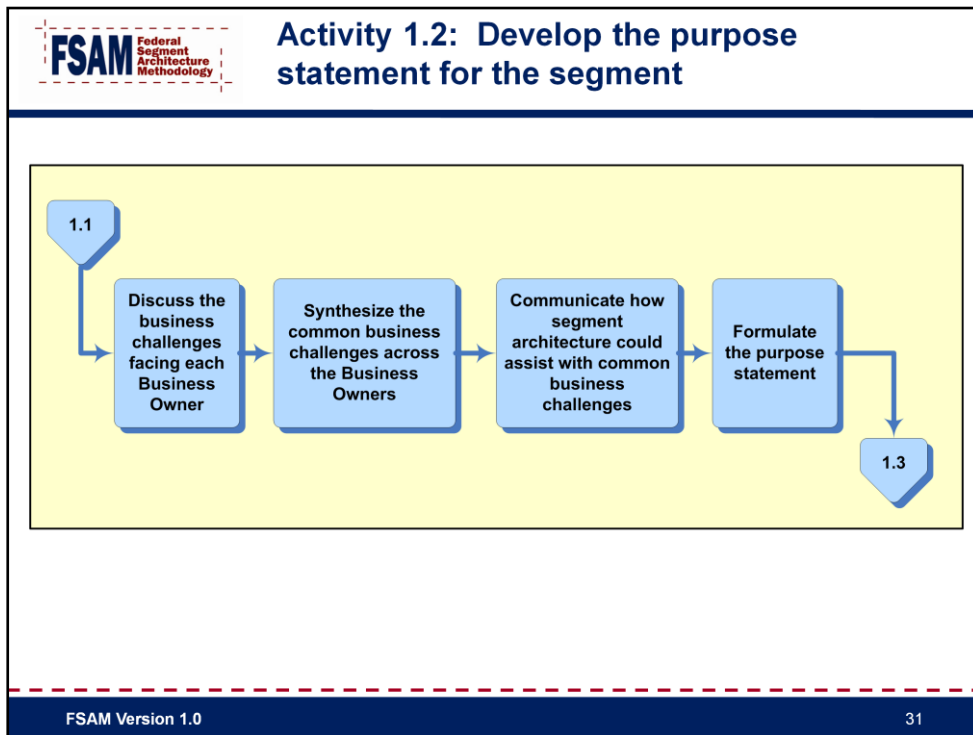 FSAM
Federal
Segment
Architecture
Methodology
Activity 1.2: Develop the purpose
statement for the segment
1.1
Discuss the
business
challenges
facing each
Business
Owner
Synthesize the
common business
challenges across
the Business
Owners
Communicate how
segment
architecture could
assist with common
business
challenges
Formulate
the purpose
statement
1.3
FSAM Version 1.0
31